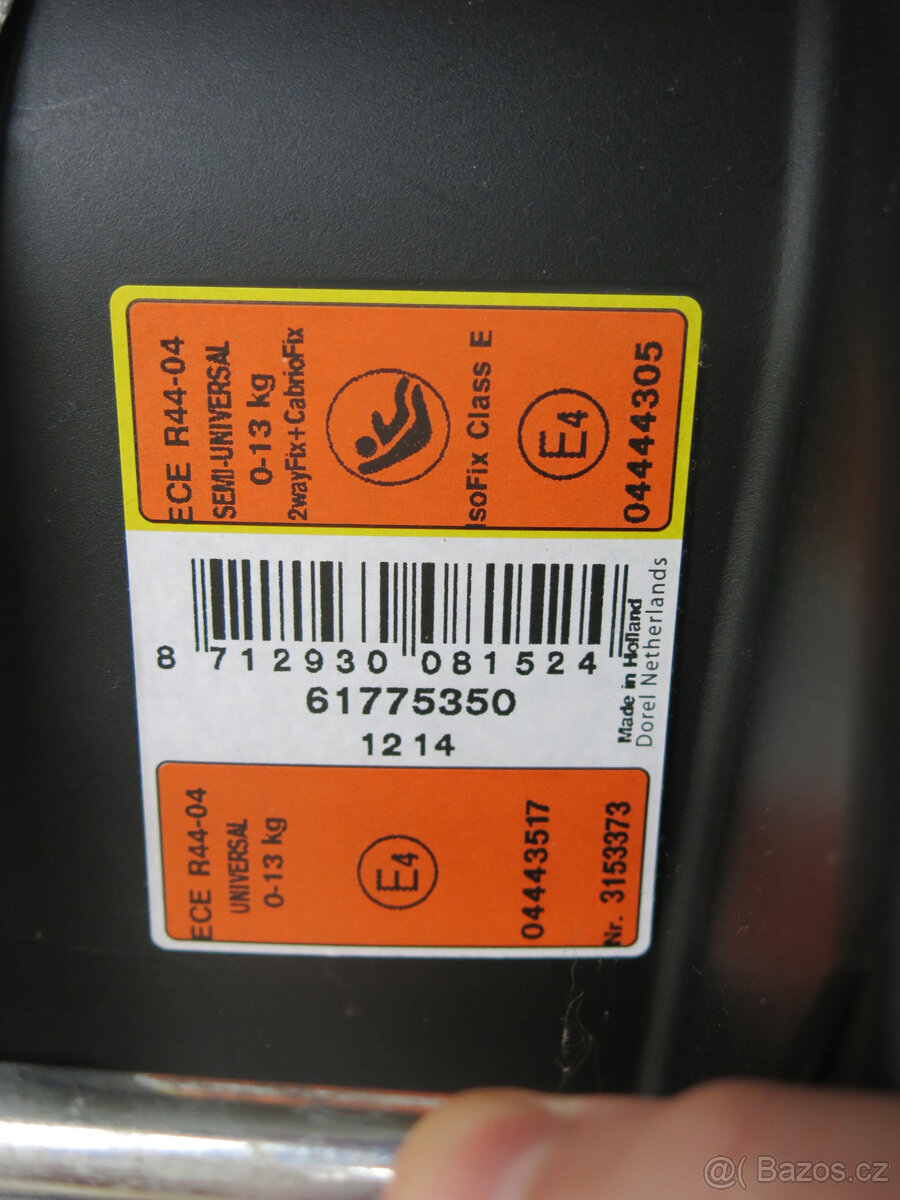 ECE R44-04
SEMI-UNIVERSAL
0-13 kg
2wayFix+CabrioFix
IsoFix Class E
E4
0444305
8 712930 081524
61775350
12 14
Made in Holland
Dorel Netherlands
ECE R44-04
UNIVERSAL
0-13 kg
E4
04443517
Nr. 3153373
@( Bazos.cz